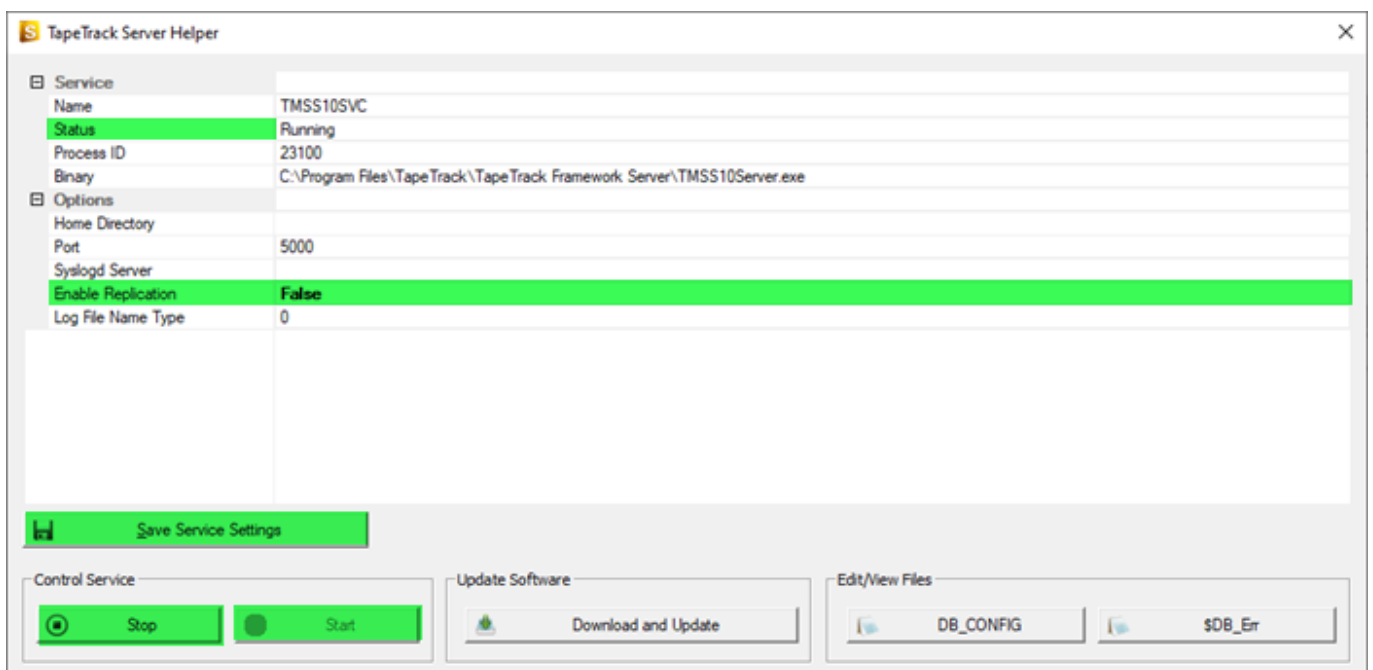 TapeTrack Server Helper
Service
Name TMSS10SVC
Status Running
Process ID 23100
Binary C:\Program Files\TapeTrack\TapeTrack Framework Server\TMSS10Server.exe
Options
Home Directory
Port 5000
Syslogd Server
Enable Replication False
Log File Name Type 0
Save Service Settings
Control Service Update Software Edit/View Files
Stop Start Download and Update DB_CONFIG $DB_Err